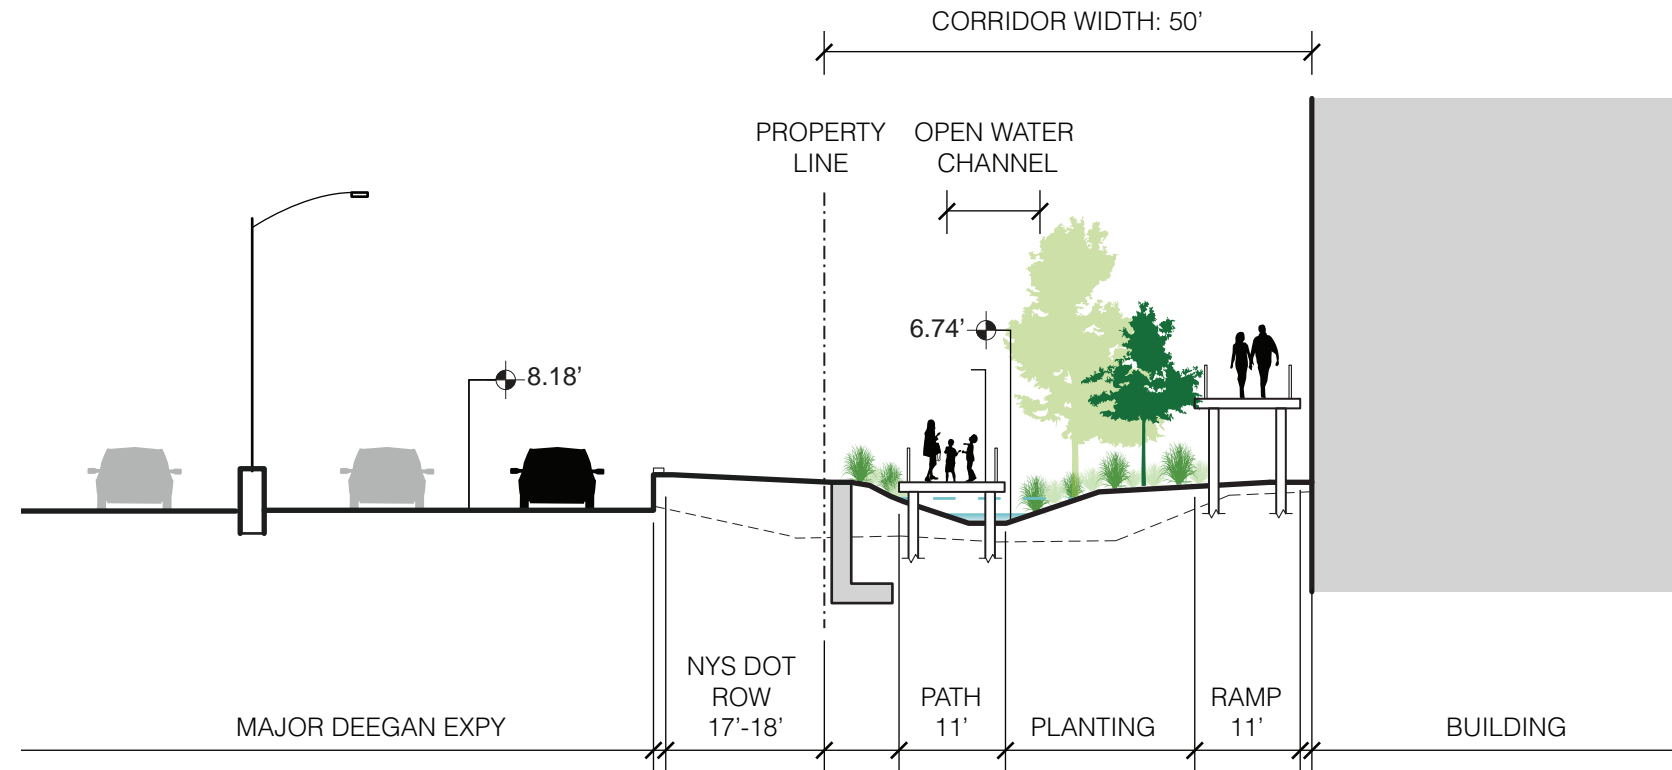 CORRIDOR WIDTH: 50’
PROPERTY
LINE
OPEN WATER
CHANNEL
6.74’
8.18’
MAJOR DEEGAN EXPY
NYS DOT
ROW
17’-18’
PATH
11’
PLANTING
RAMP
11’
BUILDING